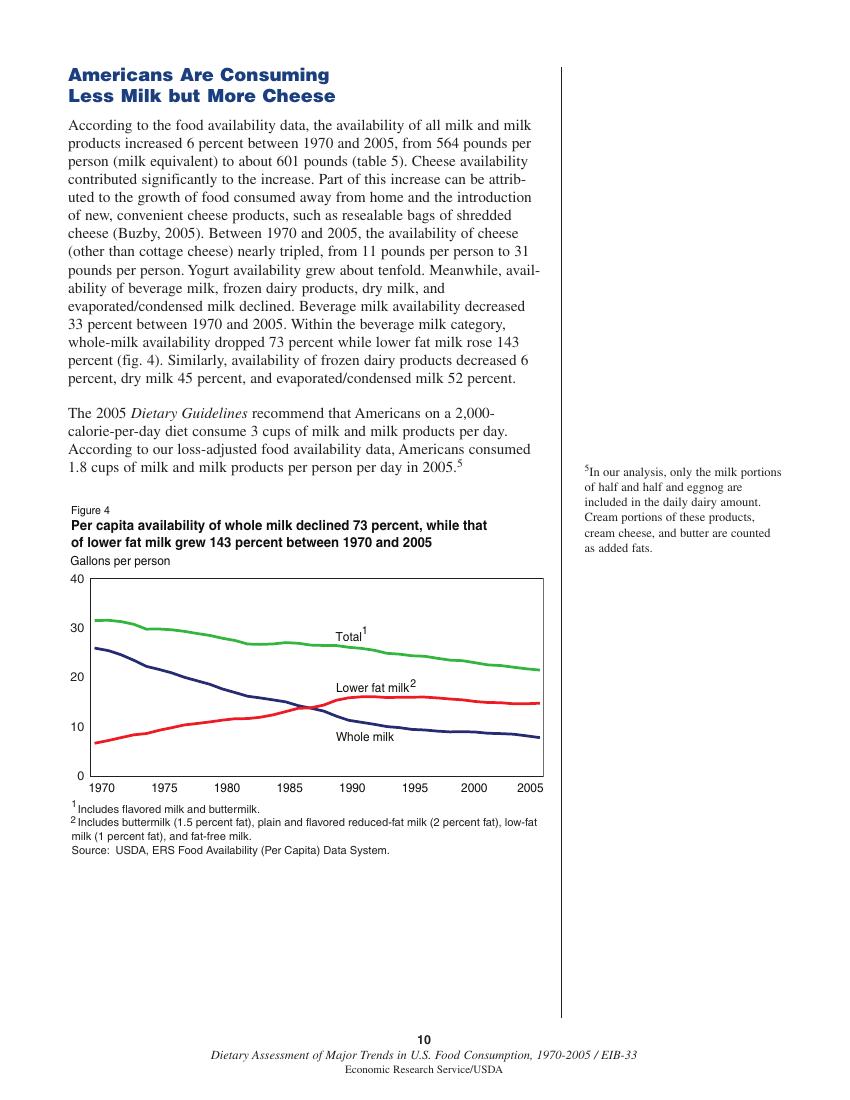 Americans Are Consuming
Less Milk but More Cheese
According to the food availability data, the availability of all milk and milk
products increased 6 percent between 1970 and 2005, from 564 pounds per
person (milk equivalent) to about 601 pounds (table 5). Cheese availability
contributed significantly to the increase. Part of this increase can be attrib-
uted to the growth of food consumed away from home and the introduction
of new, convenient cheese products, such as resealable bags of shredded
cheese (Buzby, 2005). Between 1970 and 2005, the availability of cheese
(other than cottage cheese) nearly tripled, from 11 pounds per person to 31
pounds per person. Yogurt availability grew about tenfold. Meanwhile, avail-
ability of beverage milk, frozen dairy products, dry milk, and
evaporated/condensed milk declined. Beverage milk availability decreased
33 percent between 1970 and 2005. Within the beverage milk category,
whole-milk availability dropped 73 percent while lower fat milk rose 143
percent (fig. 4). Similarly, availability of frozen dairy products decreased 6
percent, dry milk 45 percent, and evaporated/condensed milk 52 percent.
The 2005 Dietary Guidelines recommend that Americans on a 2,000-
calorie-per-day diet consume 3 cups of milk and milk products per day.
According to our loss-adjusted food availability data, Americans consumed
1.8 cups of milk and milk products per person per day in 2005.5
5In our analysis, only the milk portions
of half and half and eggnog are
included in the daily dairy amount.
Cream portions of these products,
cream cheese, and butter are counted
as added fats.
Figure 4
Per capita availability of whole milk declined 73 percent, while that
of lower fat milk grew 143 percent between 1970 and 2005
Gallons per person
40
30
20
10
0
Total1
Lower fat milk2
Whole milk
1970 1975 1980 1985 1990 1995 2000 2005
1Includes flavored milk and buttermilk.
2 Includes buttermilk (1.5 percent fat), plain and flavored reduced-fat milk (2 percent fat), low-fat
milk (1 percent fat), and fat-free milk.
Source: USDA, ERS Food Availability (Per Capita) Data System.
10
Dietary Assessment of Major Trends in U.S. Food Consumption, 1970-2005 / EIB-33
Economic Research Service/USDA